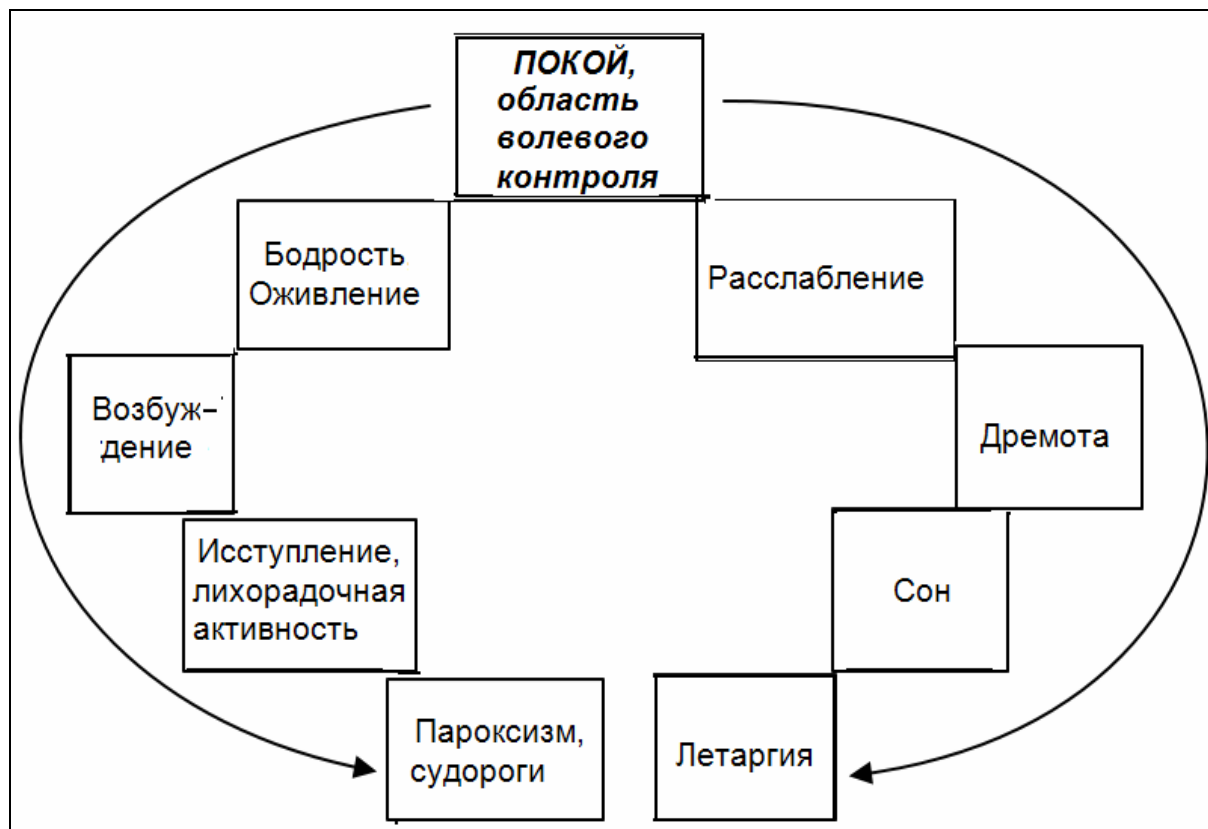 ПОКОЙ,
область
волевого
контроля
Бодрость
Оживление
Расслабление
Возбуж–
дение
Дремота
Исступление,
лихорадочная
активность
Сон
Пароксизм,
судороги
Летаргия